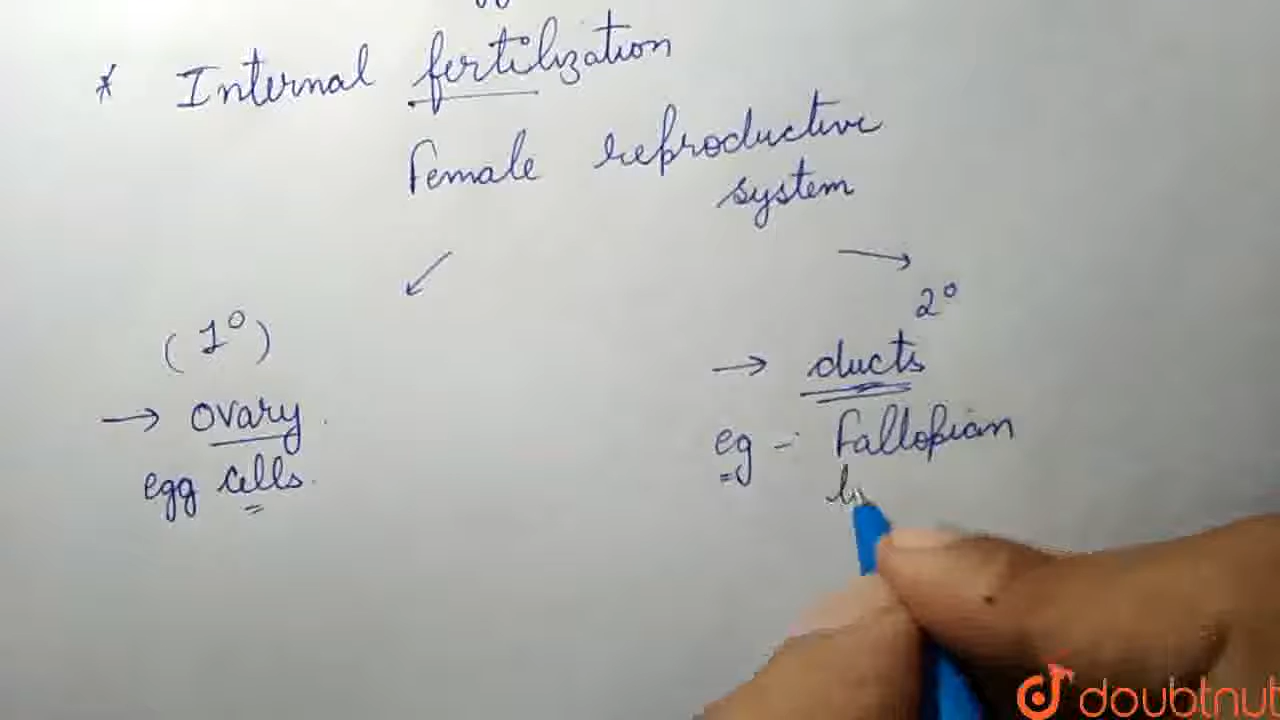 * Internal fertilization
Female reproductive
system
(1°)
→ ovary.
egg cells.
2°
→ ducts
eg -: Fallopian
doubtnut